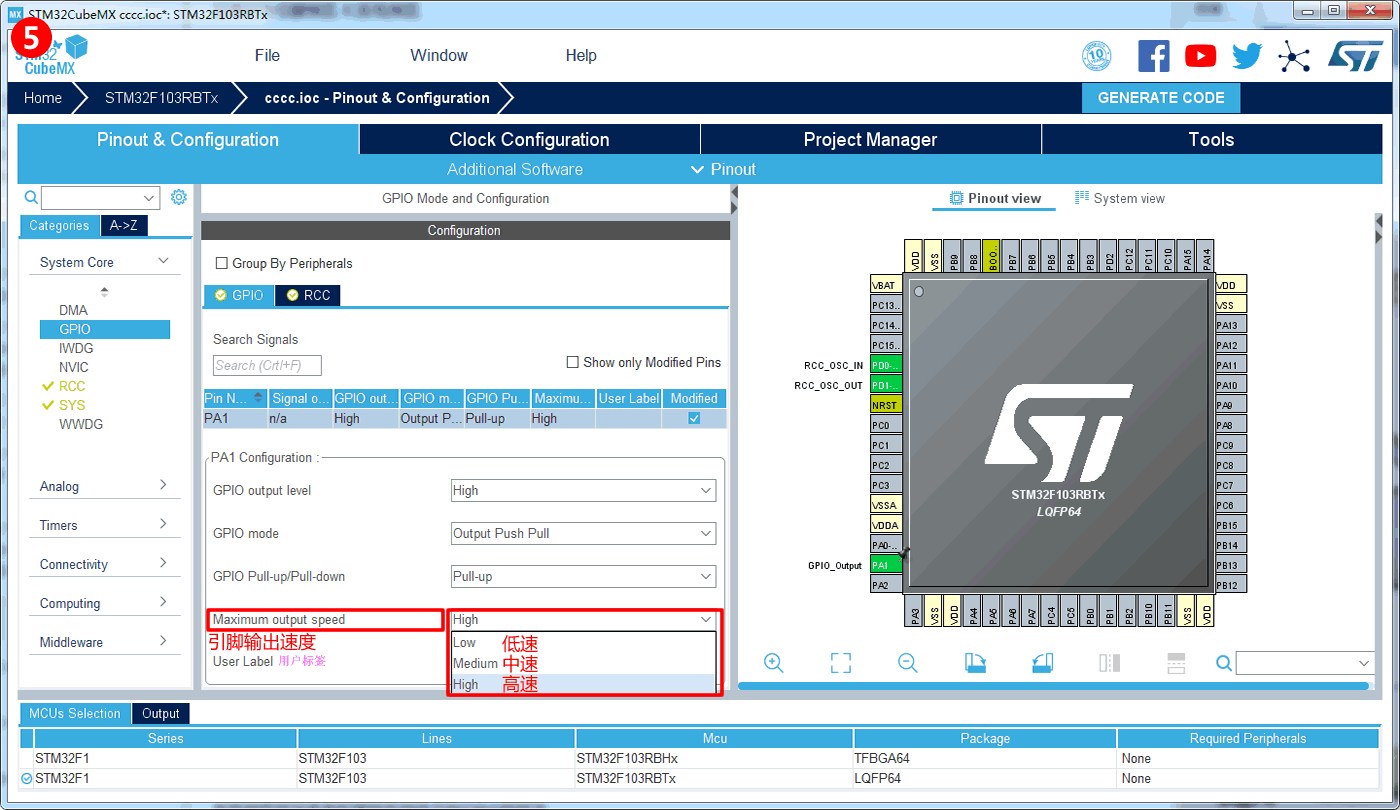 MX STM32CubeMX cccc.ioc*: STM32F103RBTx
5
STM32
CubeMX
File
Window
Help
10
Home
STM32F103RBTx
cccc.ioc - Pinout & Configuration
GENERATE CODE
Pinout & Configuration
Clock Configuration
Project Manager
Tools
Additional Software
Pinout
Categories
A->Z
System Core
DMA
GPIO
IWDG
NVIC
RCC
SYS
WWDG
Analog
Timers
Connectivity
Computing
Middleware
GPIO Mode and Configuration
Configuration
Group By Peripherals
GPIO
RCC
Search Signals
Search (Crtl+F)
Show only Modified Pins
Pin N... Signal o... GPIO out... GPIO m... GPIO Pu... Maximu... User Label Modified
PA1 n/a High Output P... Pull-up High
PA1 Configuration :
GPIO output level High
GPIO mode Output Push Pull
GPIO Pull-up/Pull-down Pull-up
Maximum output speed High
引脚输出速度
Low 低速
Medium 中速
High 高速
User Label 用户标签
Pinout view
System view
VDD
VSS
PB9
PB8
BOO..
PB7
PB6
PB5
PB4
PB3
PD2
PC12
PC11
PC10
PA15
PA14
VBAT
PC13..
PC14..
PC15..
RCC_OSC_IN PD0-..
RCC_OSC_OUT PD1-..
NRST
PC0
PC1
PC2
PC3
VSSA
VDDA
PA0-..
GPIO_Output PA1
PA2
ST
STM32F103RBTx
LQFP64
VDD
VSS
PA13
PA12
PA11
PA10
PA9
PA8
PC9
PC8
PC7
PC6
PB15
PB14
PB13
PB12
PA3
VSS
VDD
PA4
PA5
PA6
PA7
PC4
PC5
PB0
PB1
PB2
PB10
PB11
VSS
VDD
MCUs Selection
Output
Series Lines Mcu Package Required Peripherals
STM32F1 STM32F103 STM32F103RBHx TFBGA64 None
STM32F1 STM32F103 STM32F103RBTx LQFP64 None